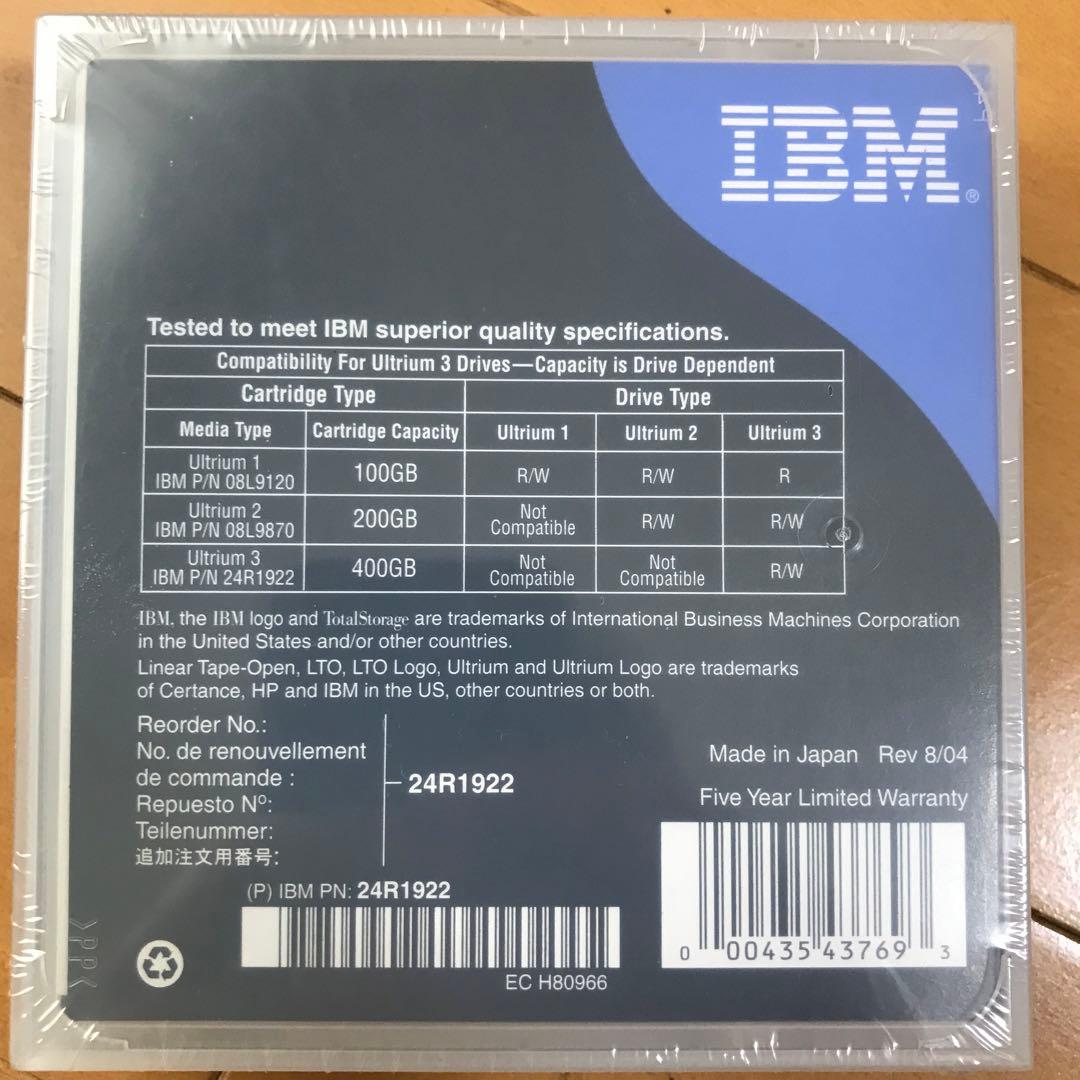 IBM®
Tested to meet IBM superior quality specifications.
Compatibility For Ultrium 3 Drives—Capacity is Drive Dependent
Cartridge Type Drive Type
Media Type Cartridge Capacity Ultrium 1 Ultrium 2 Ultrium 3
Ultrium 1
IBM P/N 08L9120 100GB R/W R/W R
Ultrium 2
IBM P/N 08L9870 200GB Not Compatible R/W R/W
Ultrium 3
IBM P/N 24R1922 400GB Not Compatible Not Compatible R/W
IBM, the IBM logo and TotalStorage are trademarks of International Business Machines Corporation
in the United States and/or other countries.
Linear Tape-Open, LTO, LTO Logo, Ultrium and Ultrium Logo are trademarks
of Certance, HP and IBM in the US, other countries or both.
Reorder No.:
No. de renouvellement
de commande :
Repuesto Nº:
Teilenummer:
追加注文用番号:
24R1922
Made in Japan Rev 8/04
Five Year Limited Warranty
(P) IBM PN: 24R1922
EC H80966
0 00435 43769 3
>PP<